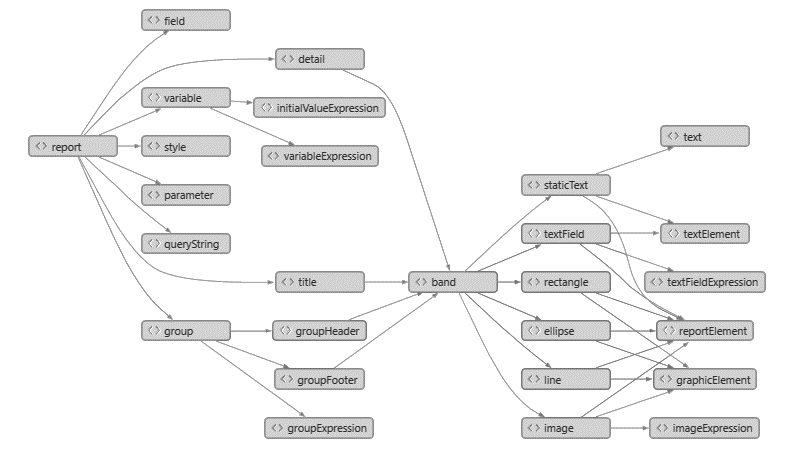 <> field
<> detail
<> variable
<> initialValueExpression
<> text
<> report
<> style
<> variableExpression
<> staticText
<> parameter
<> textField
<> textElement
<> queryString
<> title
<> band
<> rectangle
<> textFieldExpression
<> group
<> groupHeader
<> ellipse
<> reportElement
<> groupFooter
<> line
<> graphicElement
<> groupExpression
<> image
<> imageExpression